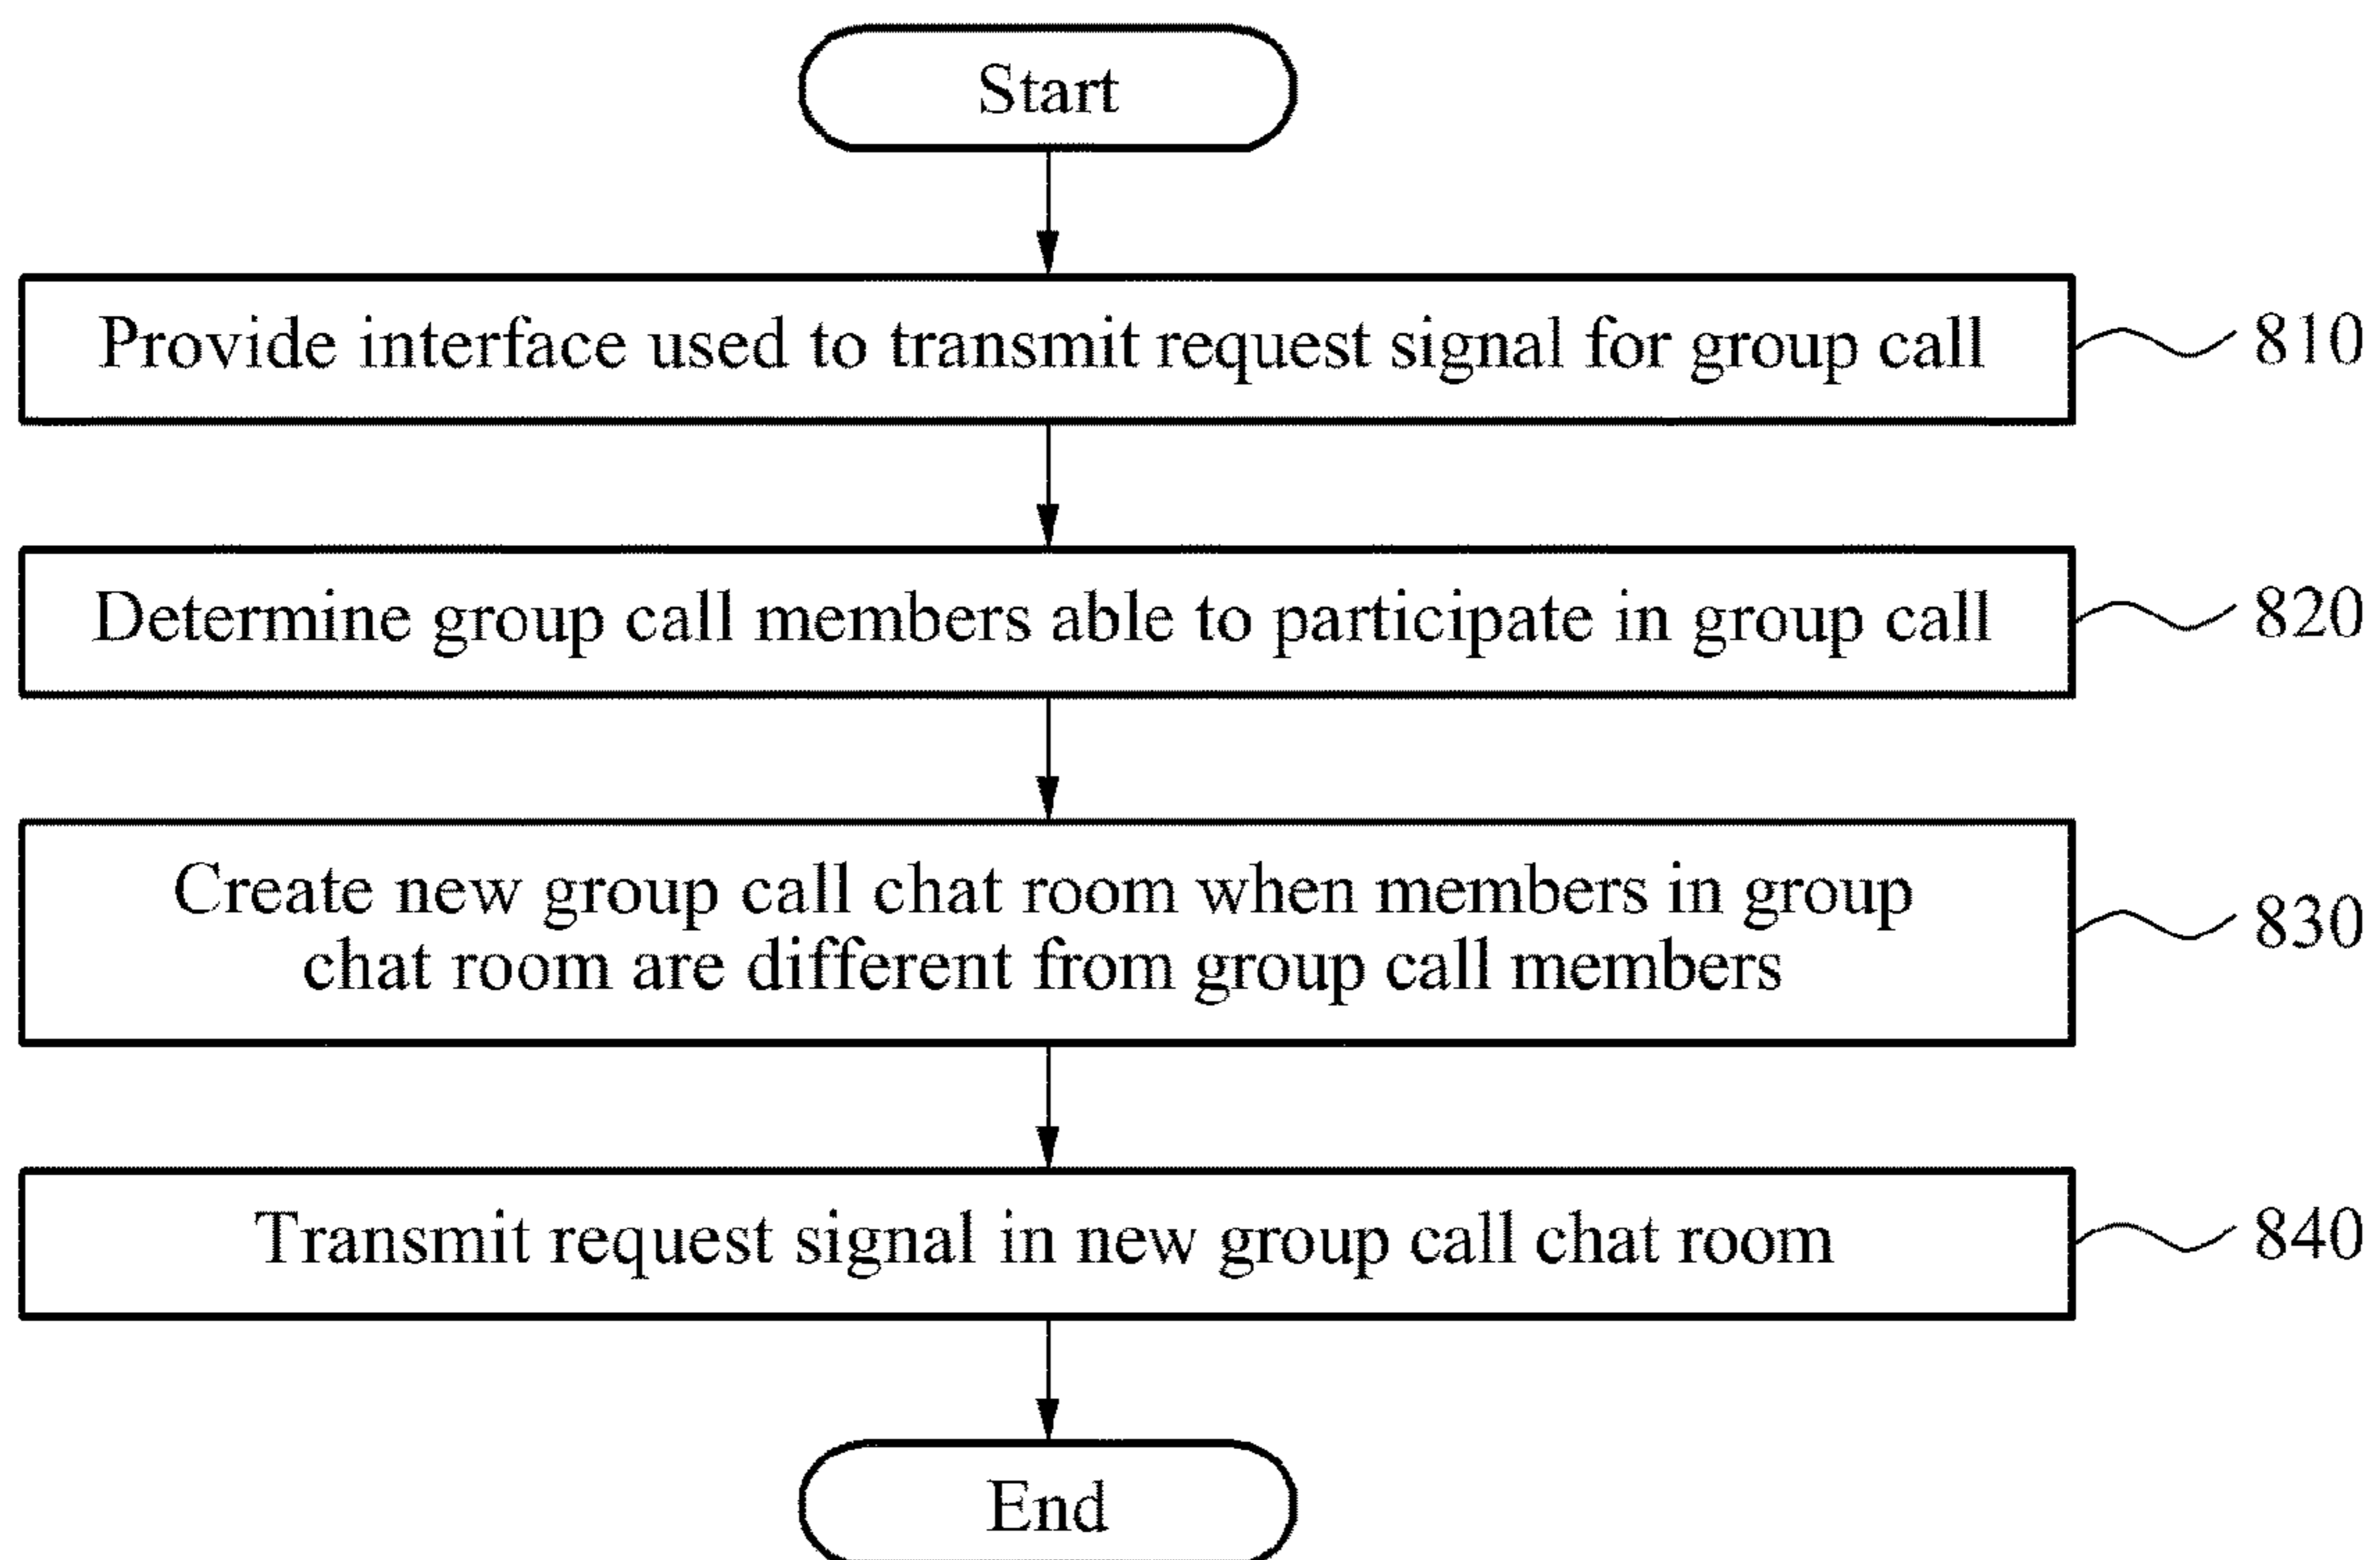 Start
Provide interface used to transmit request signal for group call
810
Determine group call members able to participate in group call
820
Create new group call chat room when members in group
chat room are different from group call members
830
Transmit request signal in new group call chat room
840
End